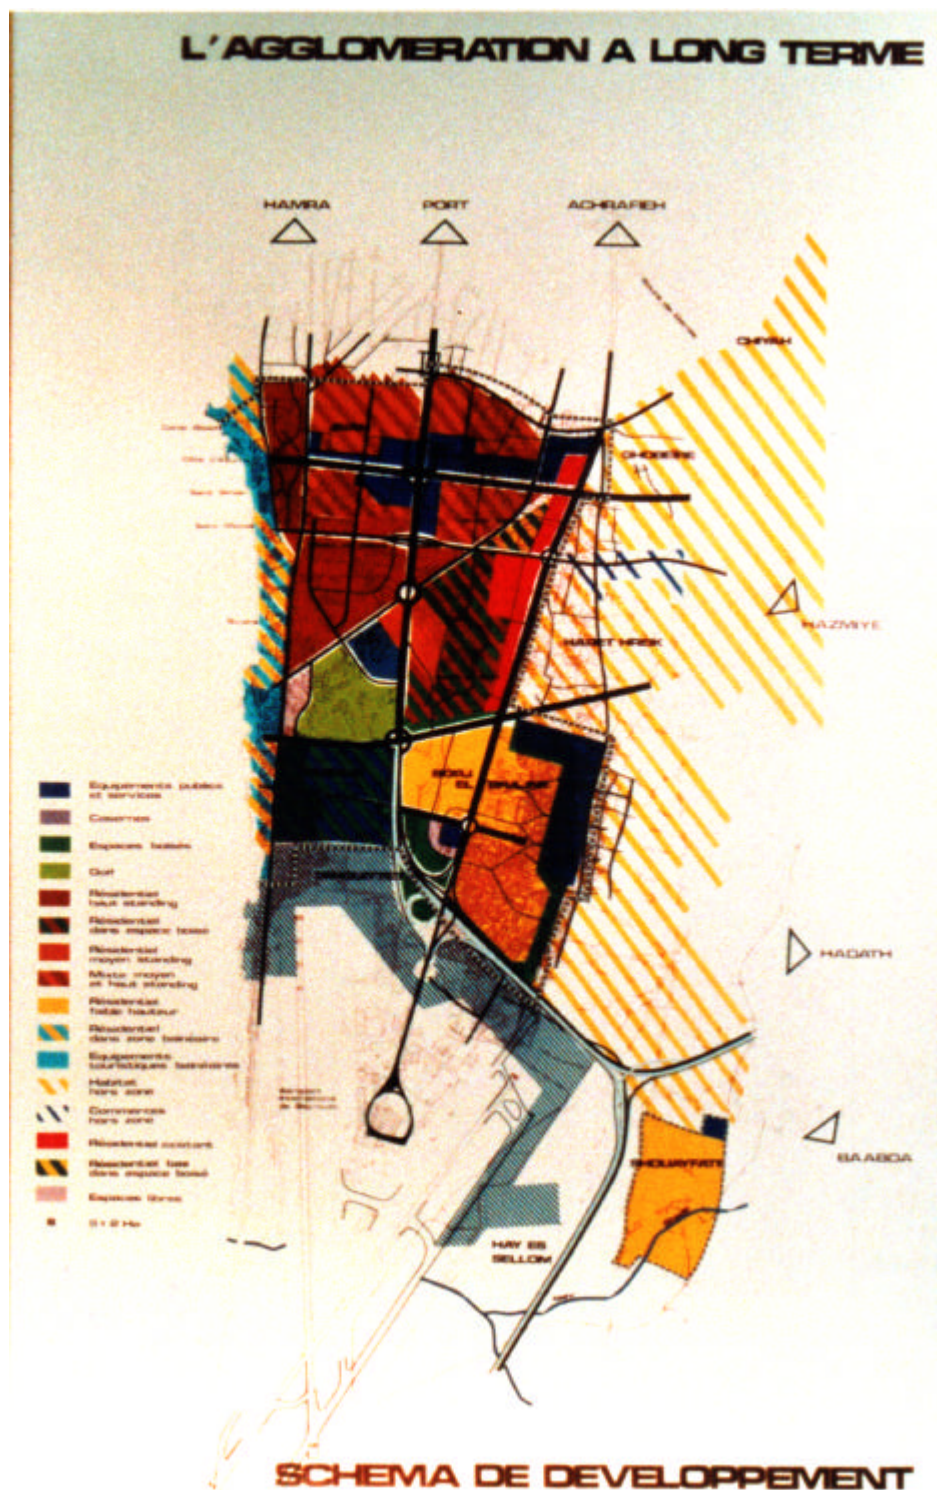 L'AGGLOMERATION A LONG TERME
HAMRA
PORT
ACHRAFIEH
CHIYAH
GHOBEIRE
HAZMIYE
HARET HREIK
BORJ
EL BRAJNE
HADATH
BAABDA
SHOUAYFATE
HAY ES
SELLOM
Equipements publics
et services
Casernes
Espaces boisés
Golf
Résidentiel
haut standing
Résidentiel
dans espace boisé
Résidentiel
moyen standing
Mixte moyen
et haut standing
Résidentiel
faible hauteur
Résidentiel
dans zone balnéaire
Equipements
touristiques balnéaires
Habitat
hors zone
Commerces
hors zone
Résidentiel existant
Résidentiel bas
dans espace boisé
Espaces libres
SCHEMA DE DEVELOPPEMENT